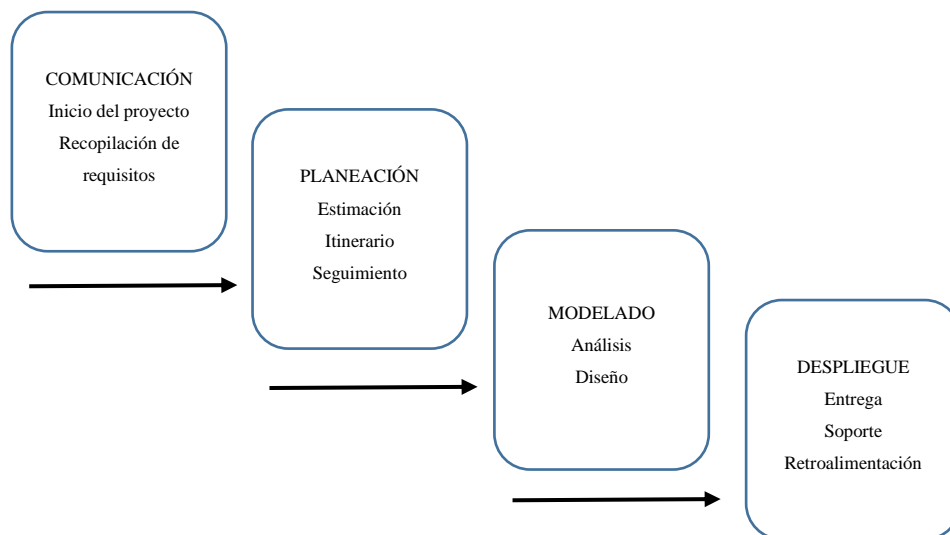 COMUNICACIÓN
Inicio del proyecto
Recopilación de
requisitos
PLANEACIÓN
Estimación
Itinerario
Seguimiento
MODELADO
Análisis
Diseño
DESPLIEGUE
Entrega
Soporte
Retroalimentación